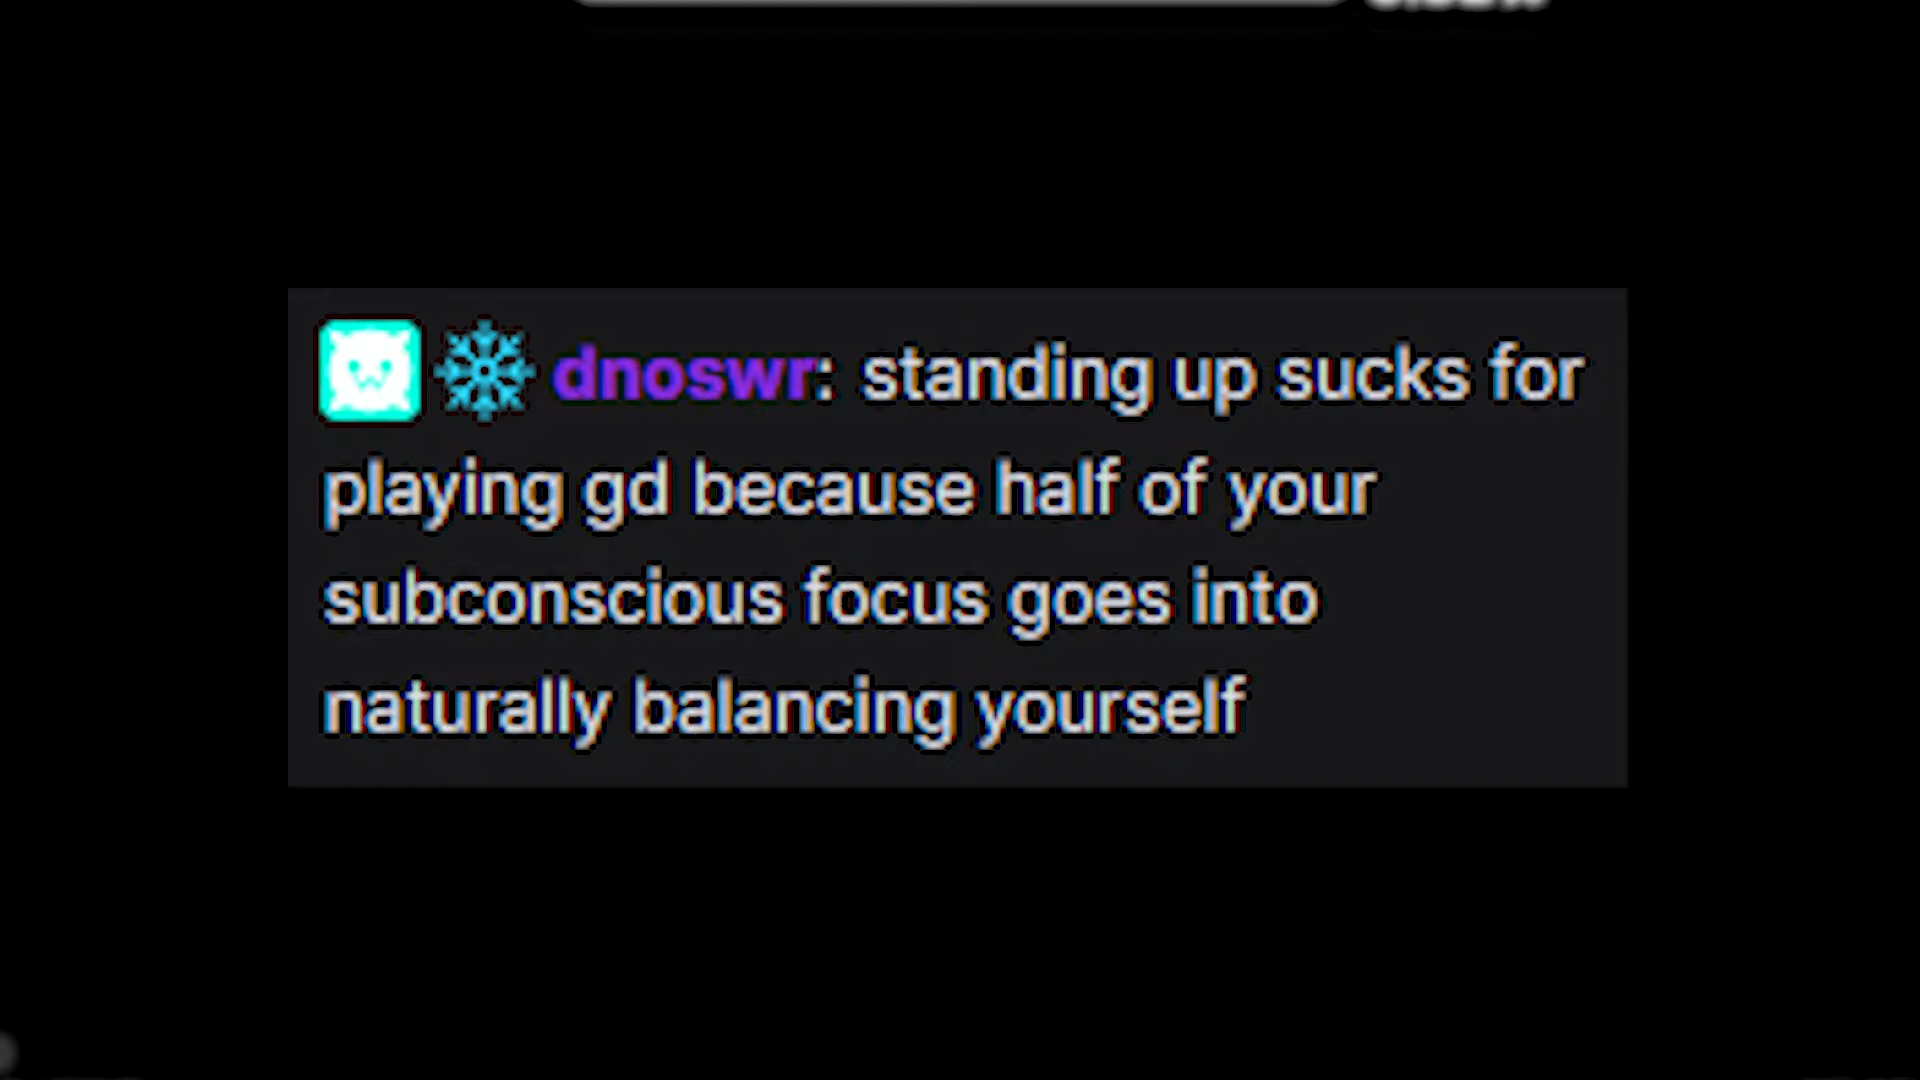 dnoswr: standing up sucks for
playing gd because half of your
subconscious focus goes into
naturally balancing yourself